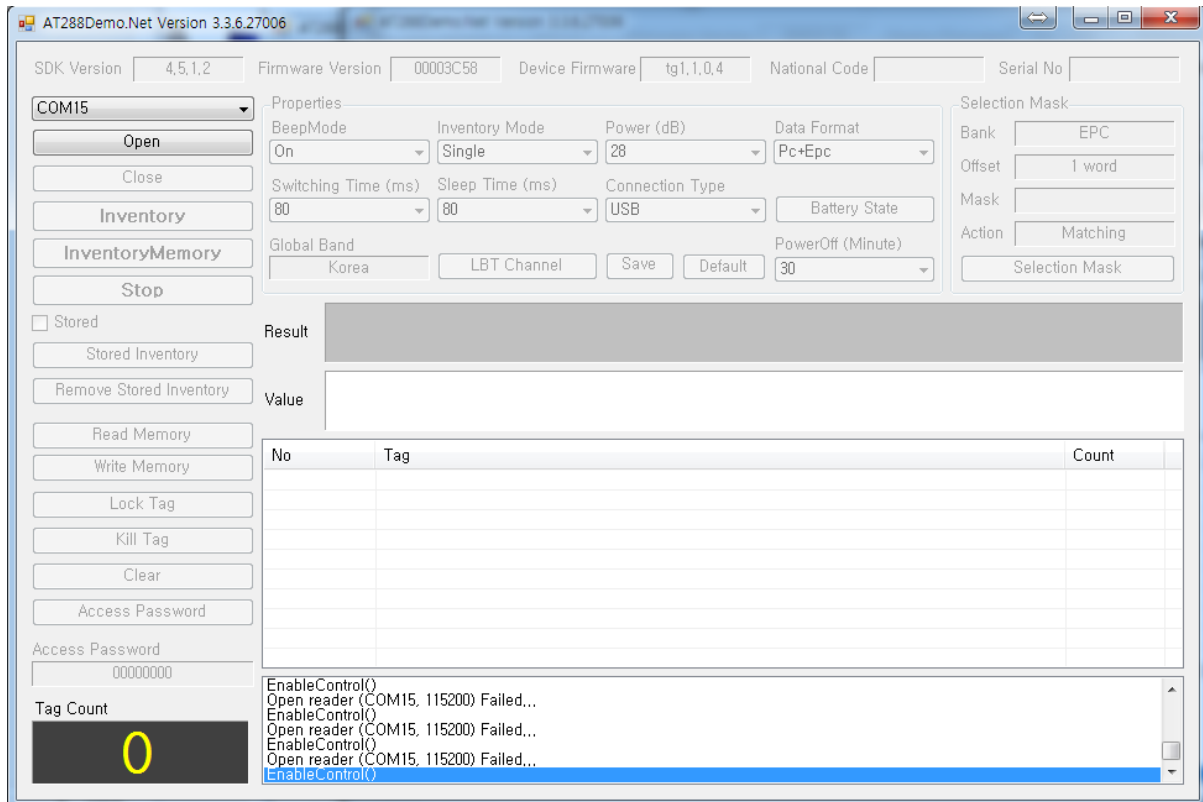 AT288Demo.Net Version 3.3.6.27006
SDK Version 4,5,1,2 Firmware Version 00003C58 Device Firmware tg1,1,0,4 National Code Serial No
COM15
Open
Close
Inventory
InventoryMemory
Stop
Stored
Stored Inventory
Remove Stored Inventory
Read Memory
Write Memory
Lock Tag
Kill Tag
Clear
Access Password
Access Password
00000000
Tag Count
0
Properties
BeepMode Inventory Mode Power (dB) Data Format
On Single 28 Pc+Epc
Switching Time (ms) Sleep Time (ms) Connection Type
80 80 USB Battery State
Global Band PowerOff (Minute)
Korea LBT Channel Save Default 30
Selection Mask
Bank EPC
Offset 1 word
Mask
Action Matching
Selection Mask
Result
Value
No Tag Count
EnableControl()
Open reader (COM15, 115200) Failed,,,
EnableControl()
Open reader (COM15, 115200) Failed,,,
EnableControl()
Open reader (COM15, 115200) Failed,,,
EnableControl()